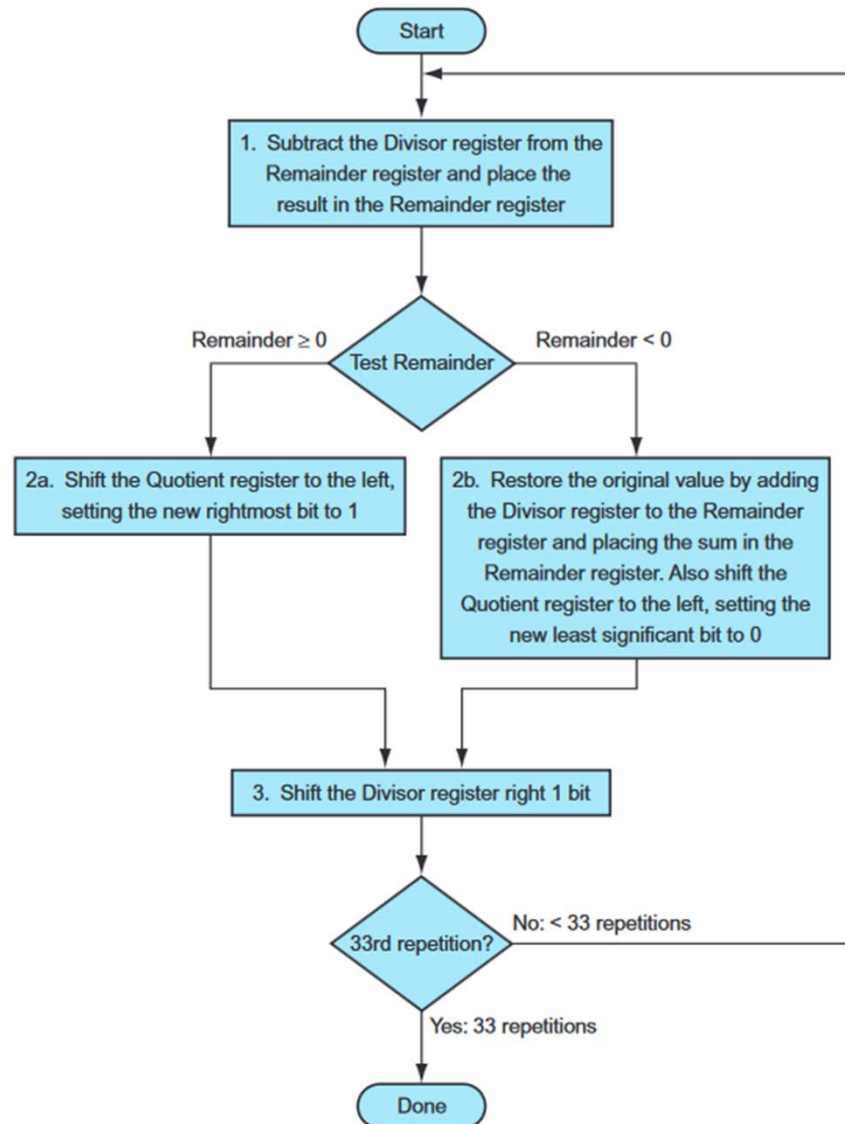 Start
1. Subtract the Divisor register from the
Remainder register and place the
result in the Remainder register
Remainder ≥ 0
Remainder < 0
Test Remainder
2a. Shift the Quotient register to the left,
setting the new rightmost bit to 1
2b. Restore the original value by adding
the Divisor register to the Remainder
register and placing the sum in the
Remainder register. Also shift the
Quotient register to the left, setting the
new least significant bit to 0
3. Shift the Divisor register right 1 bit
33rd repetition?
No: < 33 repetitions
Yes: 33 repetitions
Done